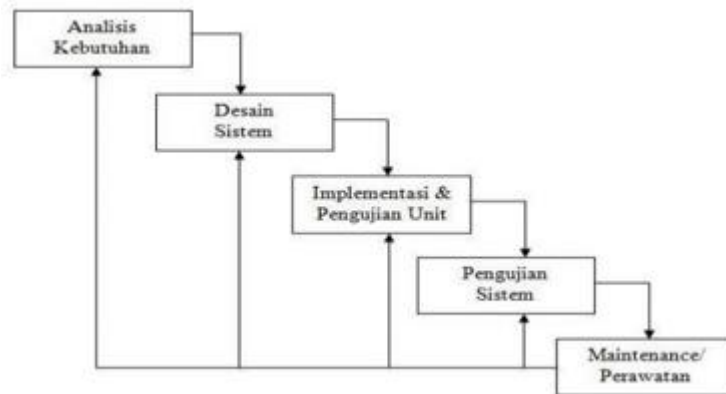 Analisis
Kebutuhan
Desain
Sistem
Implementasi &
Pengujian Unit
Pengujian
Sistem
Maintenance/
Perawatan